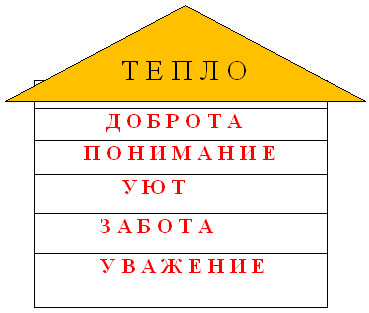 ТЕПЛО
ДОБРОТА
ПОНИМАНИЕ
УЮТ
ЗАБОТА
УВАЖЕНИЕ